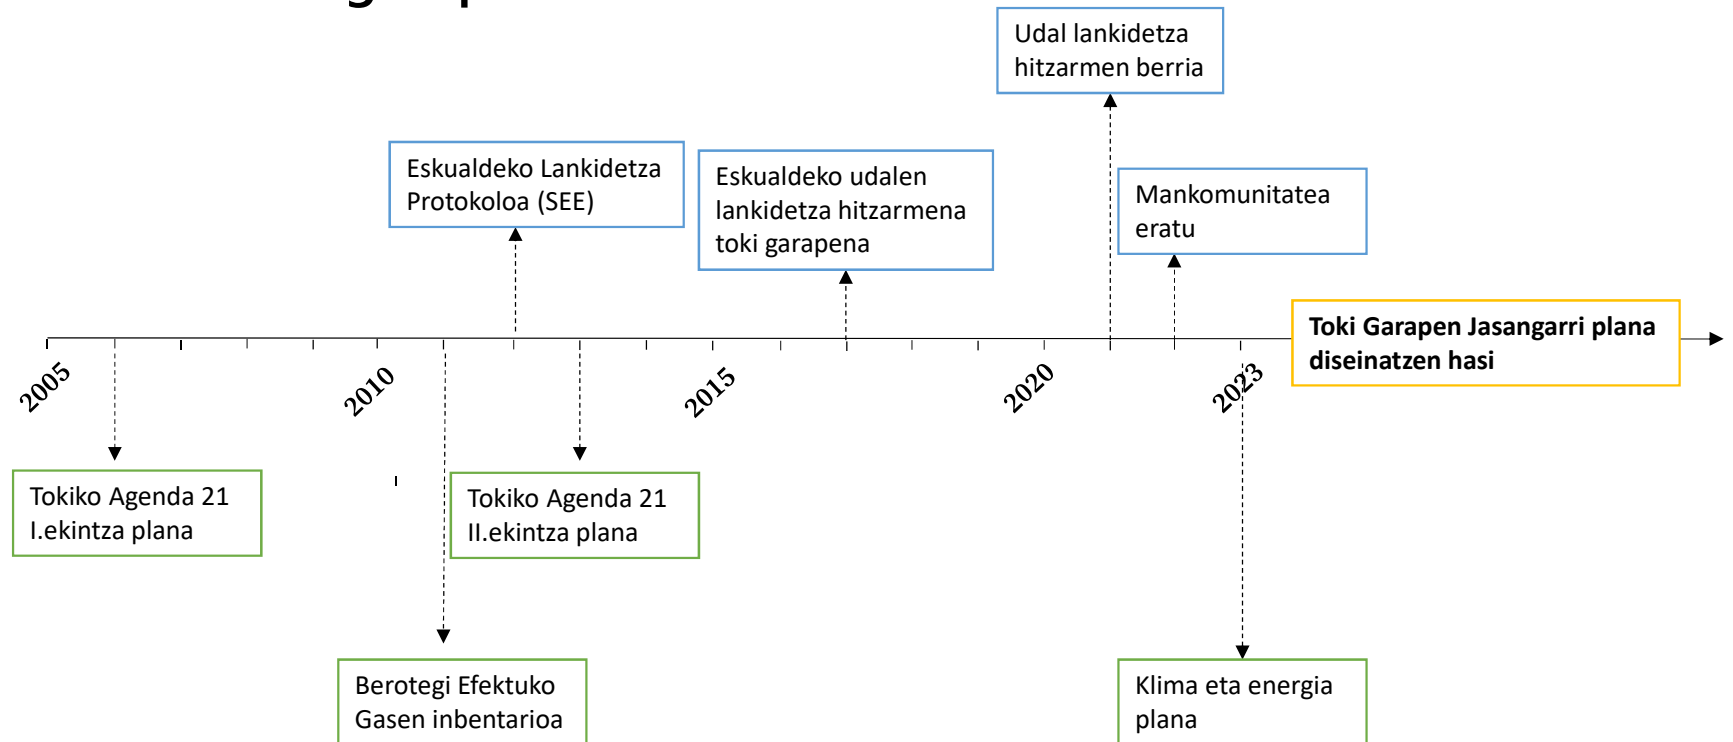 Udal lankidetza
hitzarmen berria
Eskualdeko Lankidetza
Protokoloa (SEE)
Eskualdeko udalen
lankidetza hitzarmena
toki garapena
Mankomunitatea
eratu
Toki Garapen Jasangarri plana
diseinatzen hasi
2005
2010
2015
2020
2023
Tokiko Agenda 21
I.ekintza plana
Tokiko Agenda 21
II.ekintza plana
Berotegi Efektuko
Gasen inbentarioa
Klima eta energia
plana